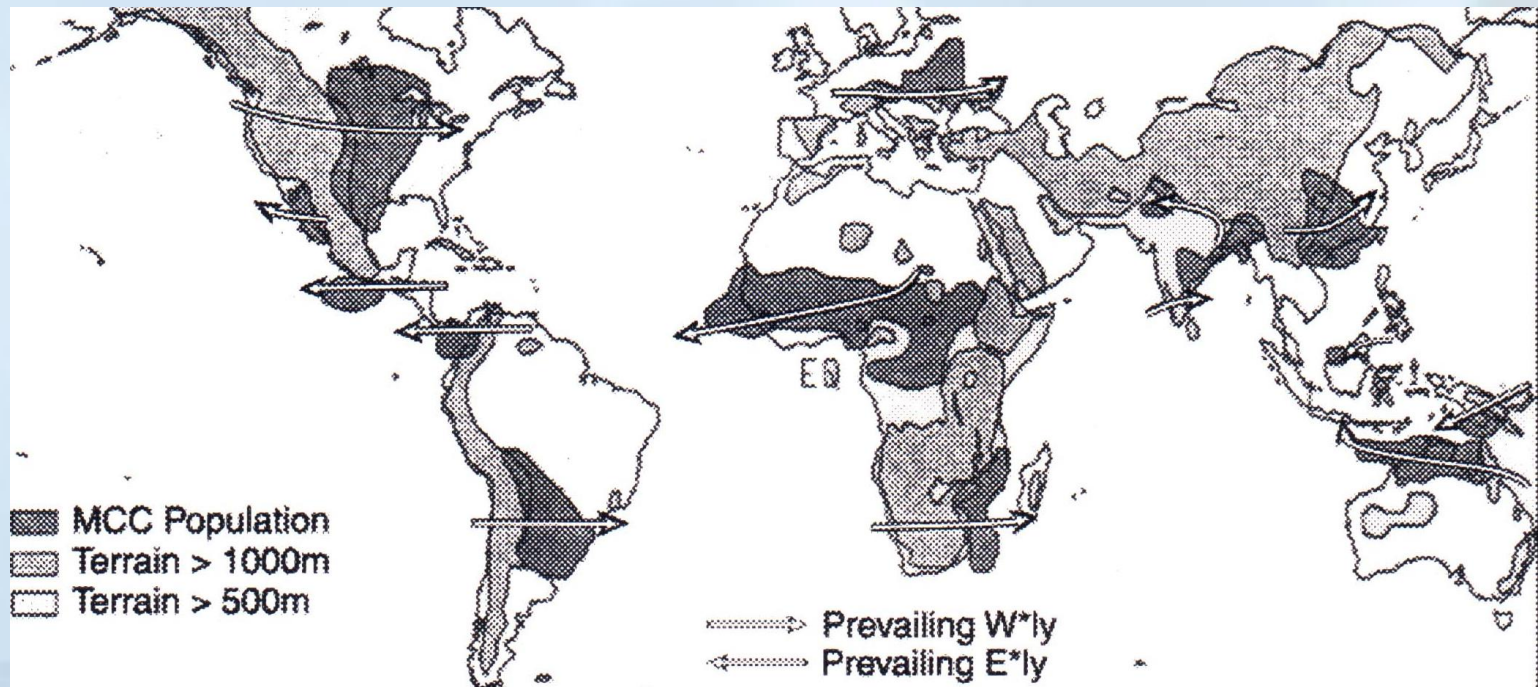 EQ
MCC Population
Terrain > 1000m
Terrain > 500m
Prevailing W*ly
Prevailing E*ly